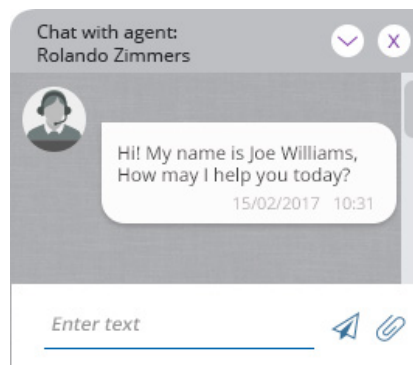 Chat with agent:
Rolando Zimmers
X
Hi! My name is Joe Williams,
How may I help you today?
15/02/2017 10:31
Enter text